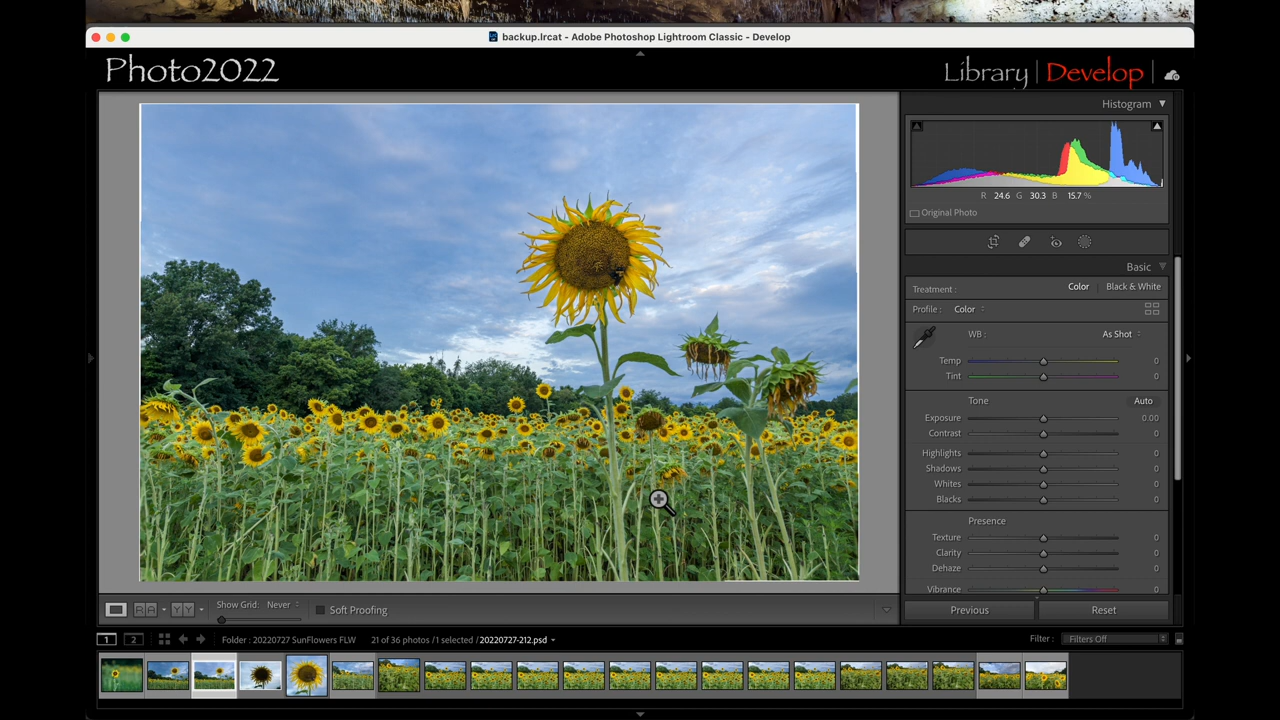 backup.lrcat - Adobe Photoshop Lightroom Classic - Develop
Photo2022
Library | Develop
Histogram
R 24.6 G 30.3 B 15.7 %
Original Photo
Basic
Treatment : Color Black & White
Profile : Color
WB : As Shot
Temp 0
Tint 0
Tone Auto
Exposure 0.00
Contrast 0
Highlights 0
Shadows 0
Whites 0
Blacks 0
Presence
Texture 0
Clarity 0
Dehaze 0
Vibrance 0
Previous Reset
R A Y Y Show Grid: Never Soft Proofing
1 2 Folder : 20220727 SunFlowers FLW 21 of 36 photos / 1 selected / 20220727-212.psd Filter : Filters Off